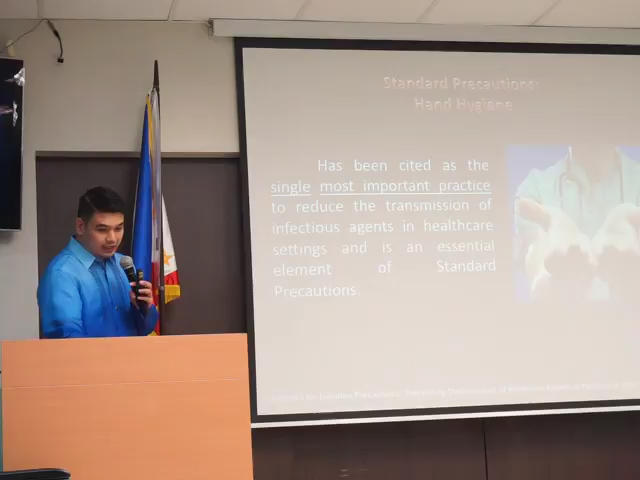 Standard Precautions:
Hand Hygiene
Has been cited as the
single most important practice
to reduce the transmission of
infectious agents in healthcare
settings and is an essential
element of Standard
Precautions.